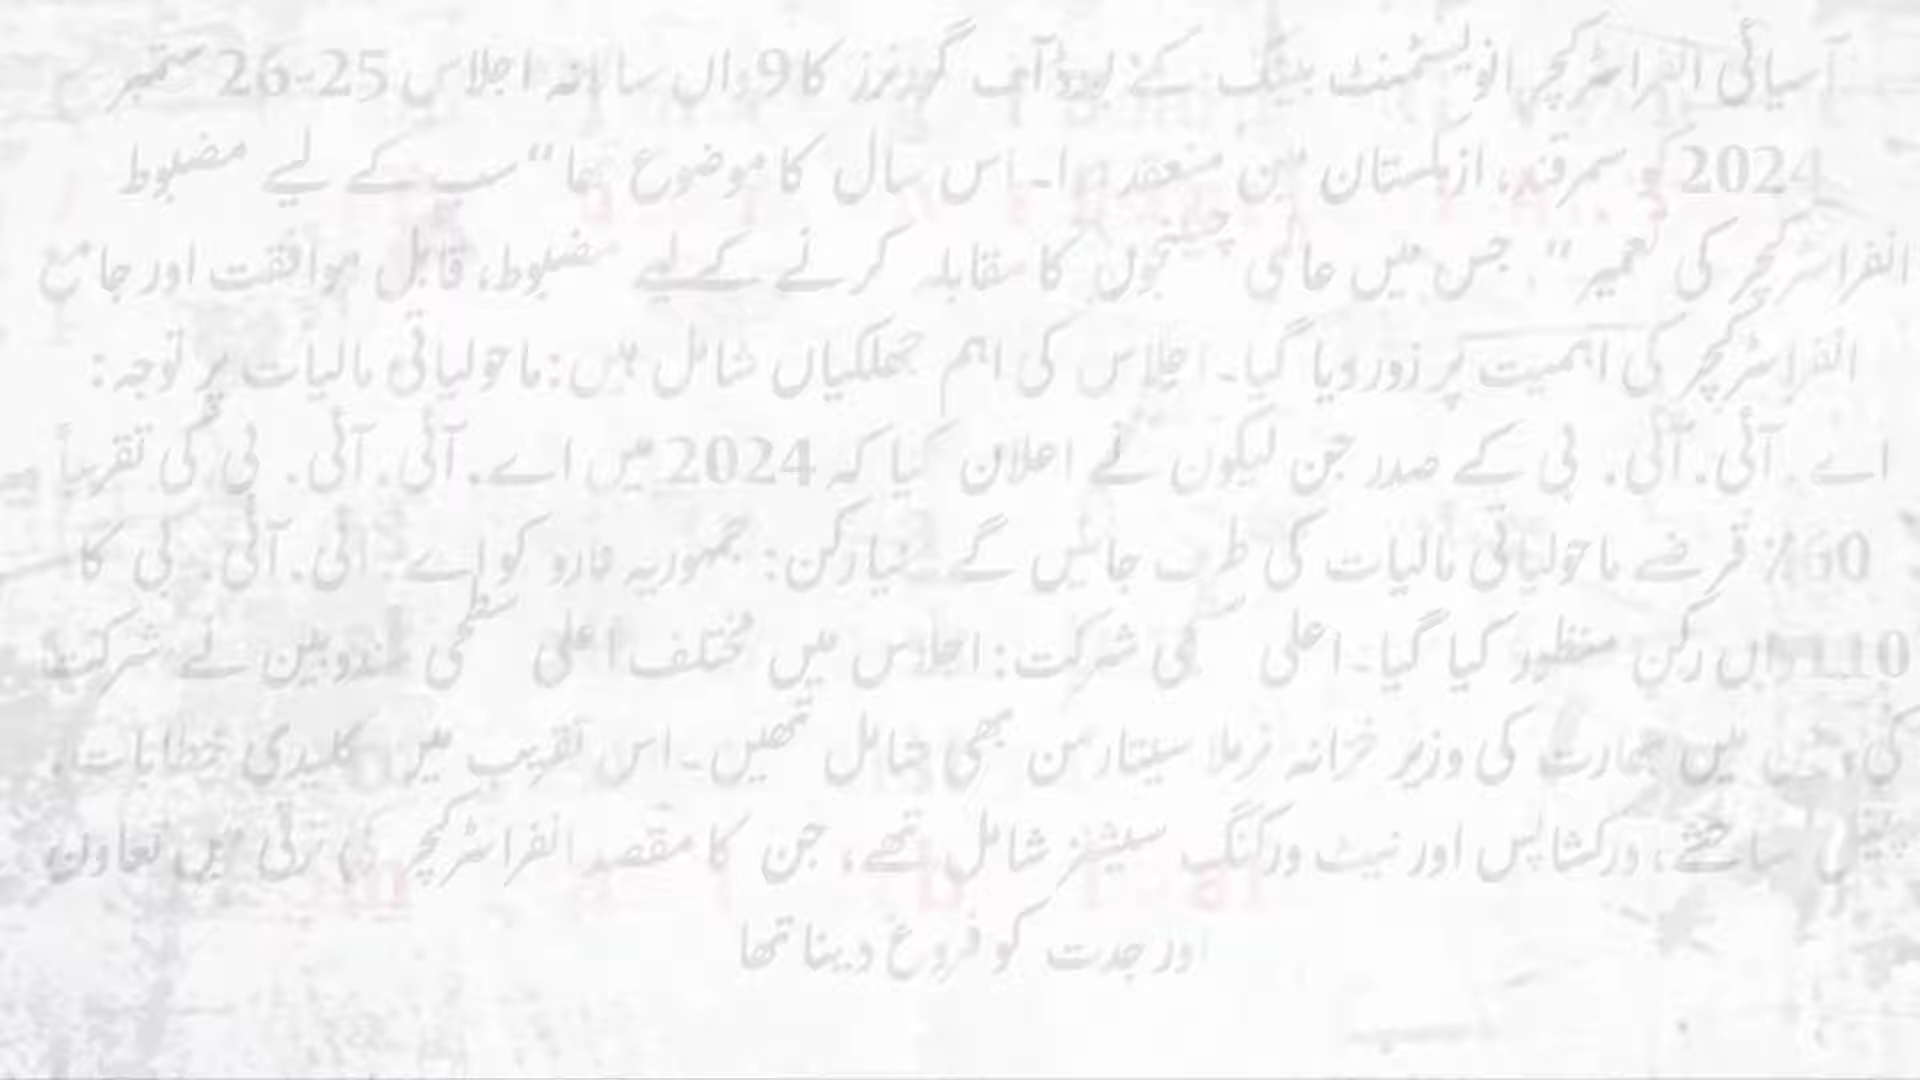 آسیائی انفراسٹرکچر انویسٹمنٹ بینک کے بورڈ آف گورنرز کا 9واں سالانہ اجلاس 25-26 ستمبر
2024 کو سمرقند، ازبکستان میں منعقد ہوا۔ اس سال کا موضوع تھا "سب کے لیے مضبوط
انفراسٹرکچر کی تعمیر"، جس میں عالمی چیلنجوں کا مقابلہ کرنے کے لیے مضبوط، قابل موافقت اور جامع
انفراسٹرکچر کی اہمیت پر زور دیا گیا۔ اجلاس کی اہم جھلکیاں شامل ہیں: ماحولیاتی مالیات پر توجہ:
اے. آئی. آئی. بی کے صدر جن لیکون نے اعلان کیا کہ 2024 میں اے. آئی. آئی. بی کی تقریباً
60% قرضے ماحولیاتی مالیات کی طرف جائیں گے نیا رکن: جمہوریہ نارو کو اے. آئی. آئی. بی کا
110واں رکن منظور کیا گیا۔ اعلی سطحی شرکت: اجلاس میں مختلف اعلی سطحی مندوبین نے شرکت
کی، جن میں بھارت کی وزیر خزانہ نرملا سیتارمن بھی شامل تھیں۔ اس تقریب میں کلیدی خطابات،
پینل مباحثے، ورکشاپس اور نیٹ ورکنگ سیشنز شامل تھے، جن کا مقصد انفراسٹرکچر کی ترقی میں تعاون
اور جدت کو فروغ دینا تھا